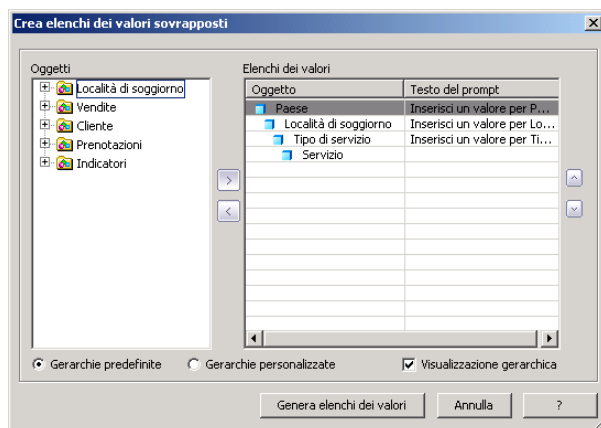 Crea elenchi dei valori sovrapposti
Oggetti
Località di soggiorno
Vendite
Cliente
Prenotazioni
Indicatori
Elenchi dei valori
Oggetto Testo del prompt
Paese Inserisci un valore per P...
Località di soggiorno Inserisci un valore per Lo...
Tipo di servizio Inserisci un valore per Ti...
Servizio
Gerarchie predefinite Gerarchie personalizzate Visualizzazione gerarchica
Genera elenchi dei valori Annulla ?